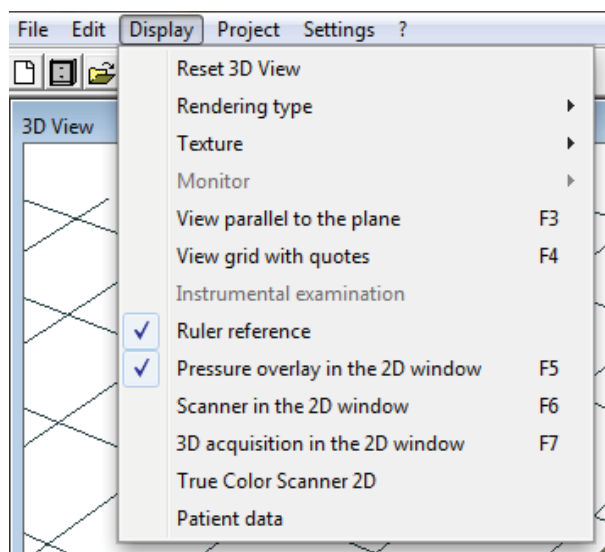 File Edit Display Project Settings ?
3D View
Reset 3D View
Rendering type
Texture
Monitor
View parallel to the plane F3
View grid with quotes F4
Instrumental examination
Ruler reference
Pressure overlay in the 2D window F5
Scanner in the 2D window F6
3D acquisition in the 2D window F7
True Color Scanner 2D
Patient data